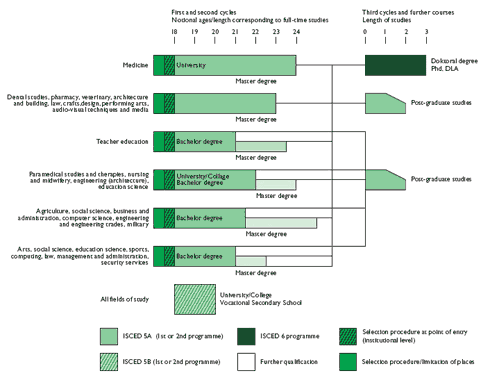 First and second cycles
Notional ages/length corresponding to full-time studies
Third cycles and further courses
Length of studies
18 19 20 21 22 23 24
0 1 2 3
Medicine
University
Master degree
Doktoral degree
Phd. DLA
Dental studies, pharmacy, veterinary, architecture
and building, law, crafts, design, performing arts,
audio-visual techniques and media
Master degree
Post-graduate studies
Teacher education
Bachelor degree
Master degree
Paramedical studies and therapies, nursing
and midwifery, engineering (architecture),
education science
University/College
Bachelor degree
Master degree
Post-graduate studies
Agriculture, social science, business and
administration, computer science, engineering
and engineering trades, military
Bachelor degree
Master degree
Arts, social science, education science, sports,
computing, law, management and administration,
security services
Bachelor degree
Master degree
All fields of study
University/College
Vocational Secondary School
ISCED 5A (1st or 2nd programme)
ISCED 6 programme
Selection procedure at point of entry
(institutional level)
ISCED 5B (1st or 2nd programme)
Further qualification
Selection procedure/limitation of places